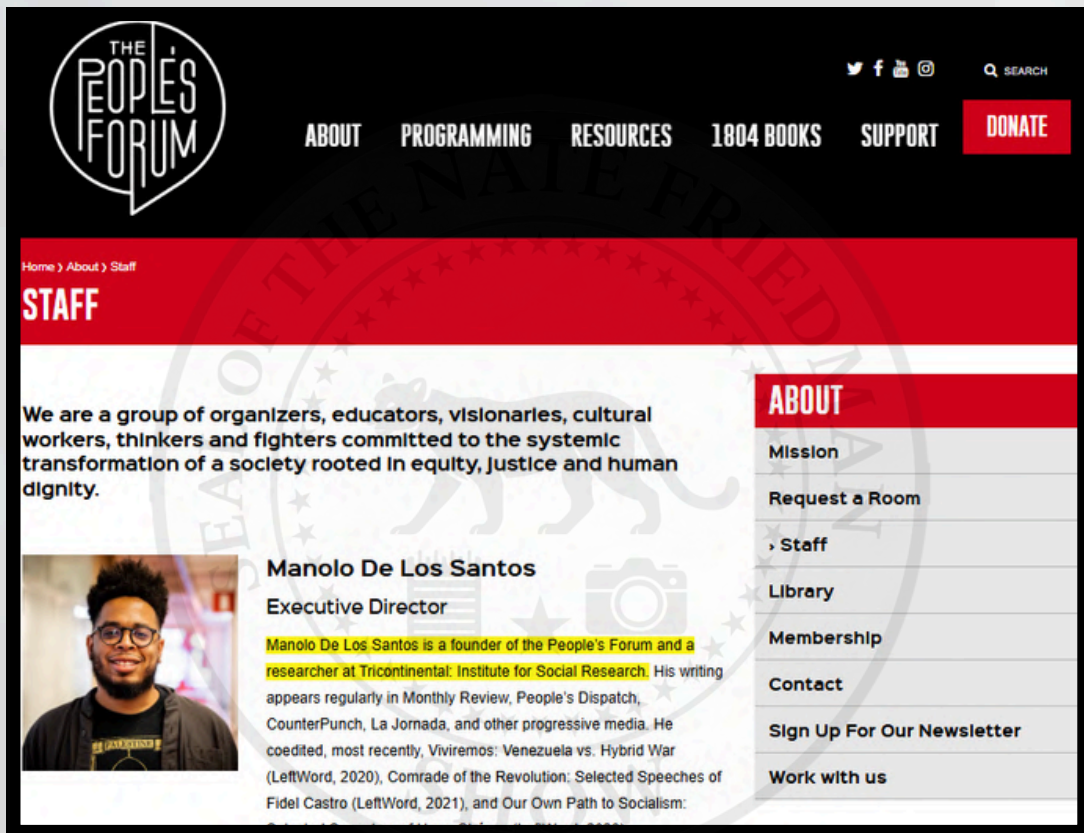 THE
PEOPLE'S
FORUM
SEARCH
ABOUT PROGRAMMING RESOURCES 1804 BOOKS SUPPORT DONATE
Home › About › Staff
STAFF
We are a group of organizers, educators, visionaries, cultural
workers, thinkers and fighters committed to the systemic
transformation of a society rooted in equity, justice and human
dignity.
Manolo De Los Santos
Executive Director
Manolo De Los Santos is a founder of the People's Forum and a
researcher at Tricontinental: Institute for Social Research. His writing
appears regularly in Monthly Review, People's Dispatch,
CounterPunch, La Jornada, and other progressive media. He
coedited, most recently, Viviremos: Venezuela vs. Hybrid War
(LeftWord, 2020), Comrade of the Revolution: Selected Speeches of
Fidel Castro (LeftWord, 2021), and Our Own Path to Socialism:
PALESTINE
ABOUT
Mission
Request a Room
› Staff
Library
Membership
Contact
Sign Up For Our Newsletter
Work with us
SEAL OF THE NATE FRIEDMAN SHOW